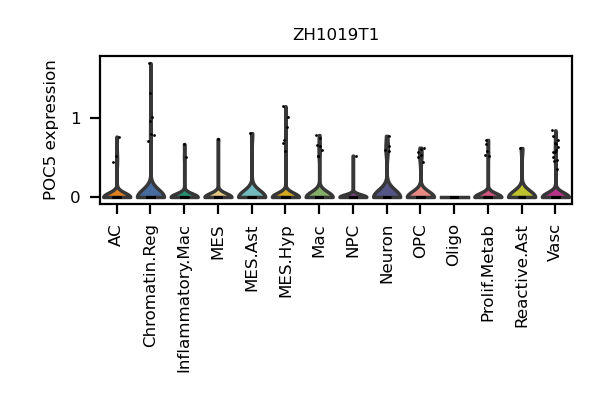 ZH1019T1
POC5 expression
1
0
AC
Chromatin.Reg
Inflammatory.Mac
MES
MES.Ast
MES.Hyp
Mac
NPC
Neuron
OPC
Oligo
Prolif.Metab
Reactive.Ast
Vasc